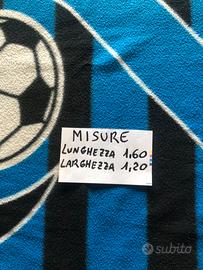 MISURE
LUNGHEZZA 1,60
LARGHEZZA 1,20
subito